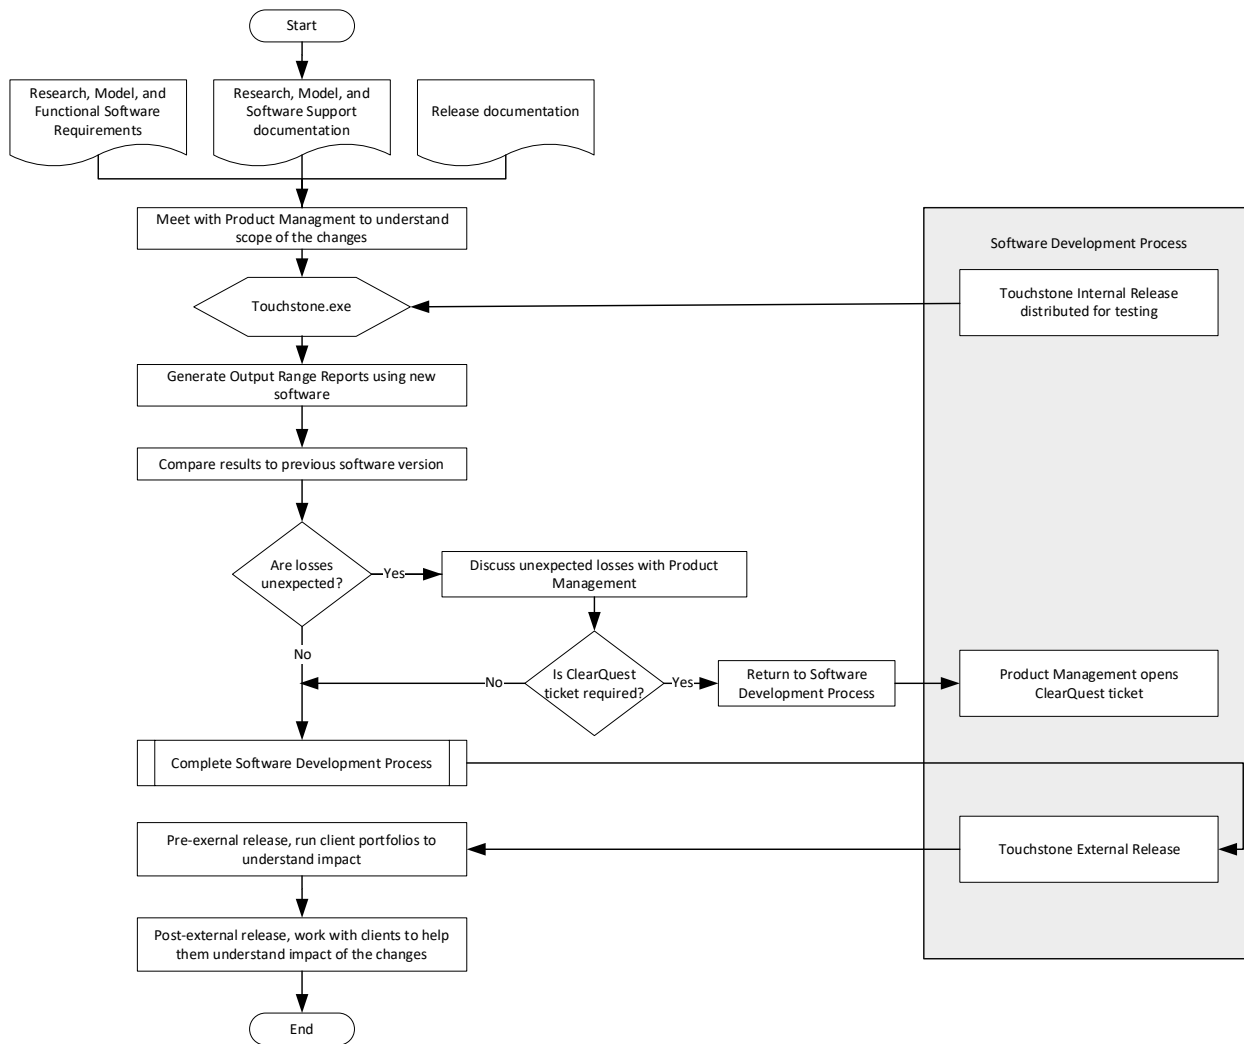 Start
Research, Model, and
Functional Software
Requirements
Research, Model, and
Software Support
documentation
Release documentation
Meet with Product Managment to understand
scope of the changes
Software Development Process
Touchstone.exe
Touchstone Internal Release
distributed for testing
Generate Output Range Reports using new
software
Compare results to previous software version
Are losses
unexpected?
Yes
Discuss unexpected losses with Product
Management
No
Is ClearQuest
ticket required?
No
Yes
Return to Software
Development Process
Product Management opens
ClearQuest ticket
Complete Software Development Process
Pre-exernal release, run client portfolios to
understand impact
Touchstone External Release
Post-external release, work with clients to help
them understand impact of the changes
End